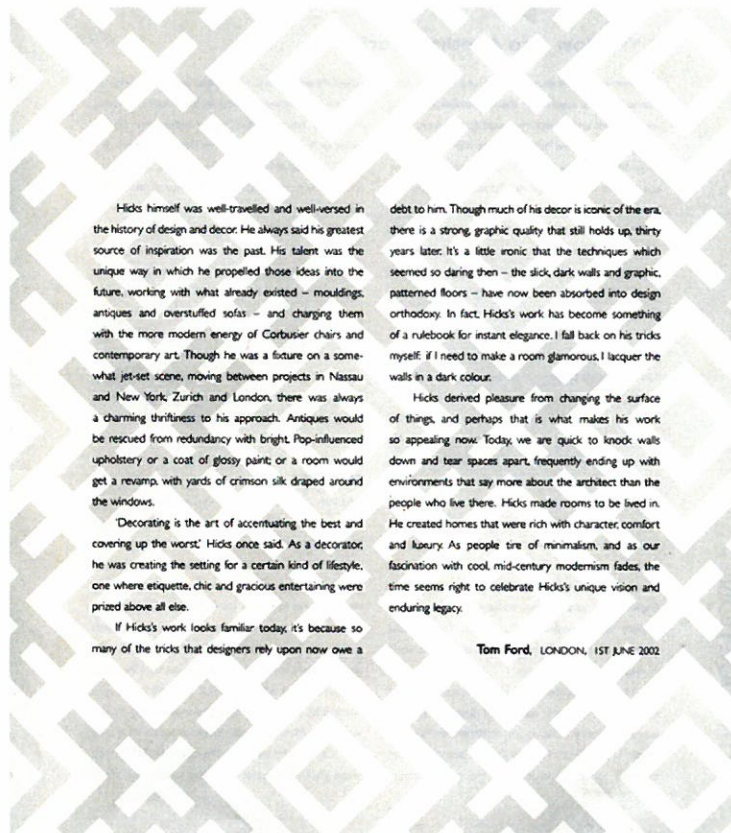 Hicks himself was well-travelled and well-versed in
the history of design and decor. He always said his greatest
source of inspiration was the past. His talent was the
unique way in which he propelled those ideas into the
future, working with what already existed – mouldings,
antiques and overstuffed sofas – and charging them
with the more modern energy of Corbusier chairs and
contemporary art. Though he was a fixture on a some-
what jet-set scene, moving between projects in Nassau
and New York, Zurich and London, there was always
a charming thriftiness to his approach. Antiques would
be rescued from redundancy with bright, Pop-influenced
upholstery or a coat of glossy paint; or a room would
get a revamp, with yards of crimson silk draped around
the windows.
'Decorating is the art of accentuating the best and
covering up the worst,' Hicks once said. As a decorator,
he was creating the setting for a certain kind of lifestyle,
one where etiquette, chic and gracious entertaining were
prized above all else.
If Hicks's work looks familiar today, it's because so
many of the tricks that designers rely upon now owe a
debt to him. Though much of his decor is iconic of the era,
there is a strong, graphic quality that still holds up, thirty
years later. It's a little ironic that the techniques which
seemed so daring then – the slick, dark walls and graphic,
patterned floors – have now been absorbed into design
orthodoxy. In fact, Hicks's work has become something
of a rulebook for instant elegance. I fall back on his tricks
myself: if I need to make a room glamorous, I lacquer the
walls in a dark colour.
Hicks derived pleasure from changing the surface
of things, and perhaps that is what makes his work
so appealing now. Today, we are quick to knock walls
down and tear spaces apart, frequently ending up with
environments that say more about the architect than the
people who live there. Hicks made rooms to be lived in.
He created homes that were rich with character, comfort
and luxury. As people tire of minimalism, and as our
fascination with cool, mid-century modernism fades, the
time seems right to celebrate Hicks's unique vision and
enduring legacy.
Tom Ford, LONDON, 1ST JUNE 2002